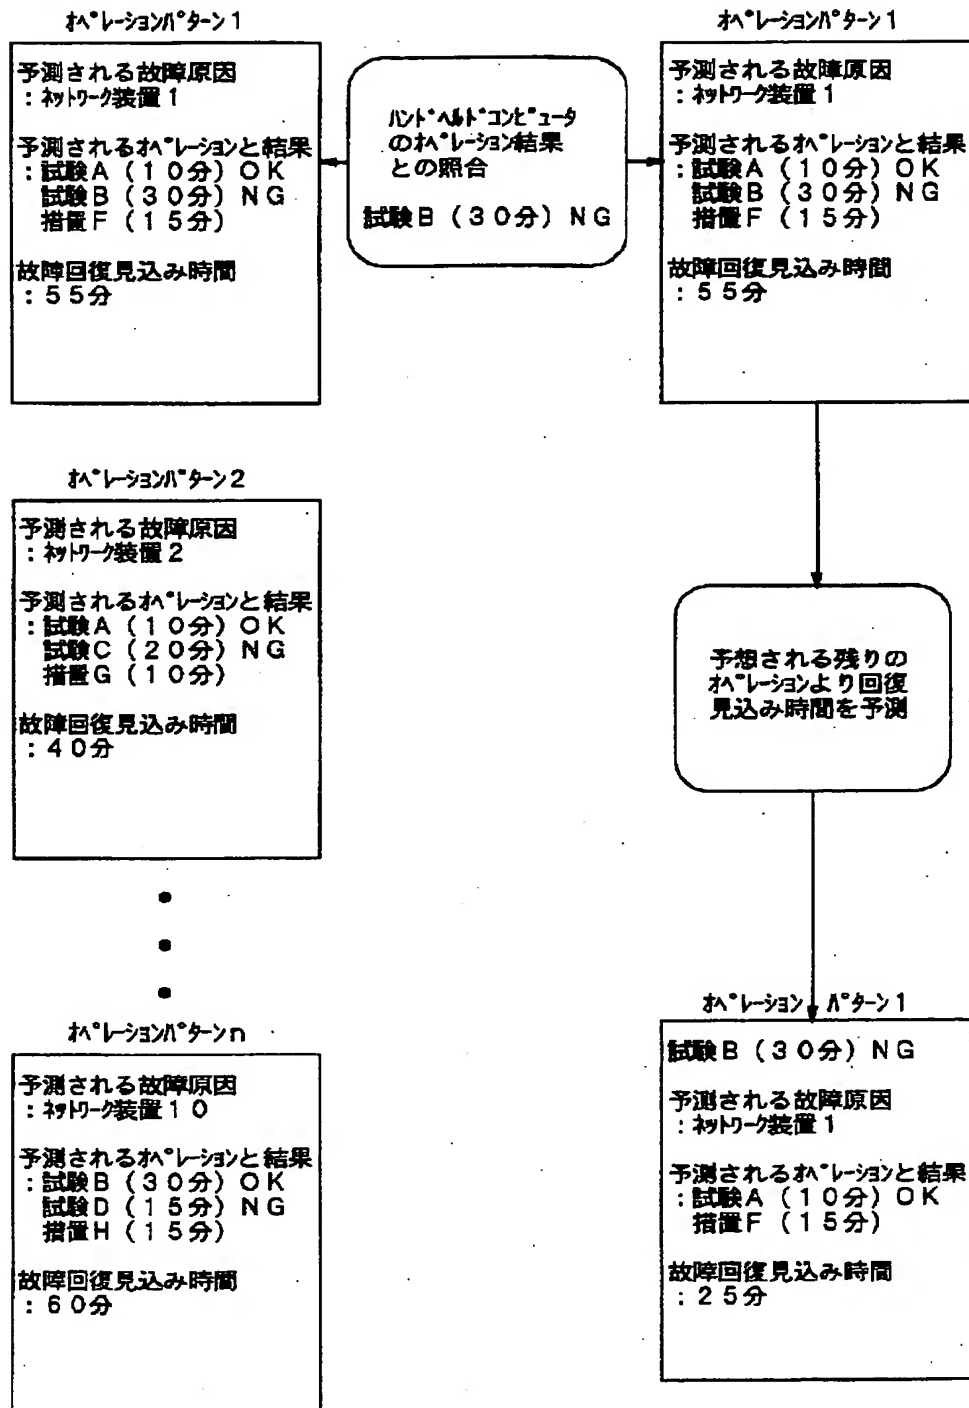 オペレーションパターン1
予測される故障原因
:ネットワーク装置1
予測されるオペレーションと結果
:試験A(10分)OK
試験B(30分)NG
措置F(15分)
故障回復見込み時間
:55分
ハンドヘルドコンピュータ
のオペレーション結果
との照合
試験B(30分)NG
オペレーションパターン1
予測される故障原因
:ネットワーク装置1
予測されるオペレーションと結果
:試験A(10分)OK
試験B(30分)NG
措置F(15分)
故障回復見込み時間
:55分
オペレーションパターン2
予測される故障原因
:ネットワーク装置2
予測されるオペレーションと結果
:試験A(10分)OK
試験C(20分)NG
措置G(10分)
故障回復見込み時間
:40分
予想される残りの
オペレーションより回復
見込み時間を予測
オペレーションパターンn
予測される故障原因
:ネットワーク装置10
予測されるオペレーションと結果
:試験B(30分)OK
試験D(15分)NG
措置H(15分)
故障回復見込み時間
:60分
オペレーションパターン1
試験B(30分)NG
予測される故障原因
:ネットワーク装置1
予測されるオペレーションと結果
:試験A(10分)OK
措置F(15分)
故障回復見込み時間
:25分